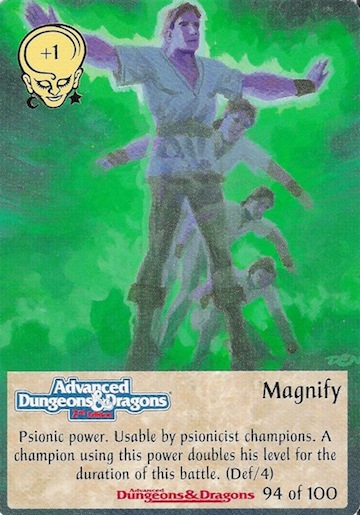 +1
Advanced
Dungeons & Dragons
2nd Edition
Magnify
Psionic power. Usable by psionicist champions. A
champion using this power doubles his level for the
duration of this battle. (Def/4)
Advanced
Dungeons & Dragons 94 of 100